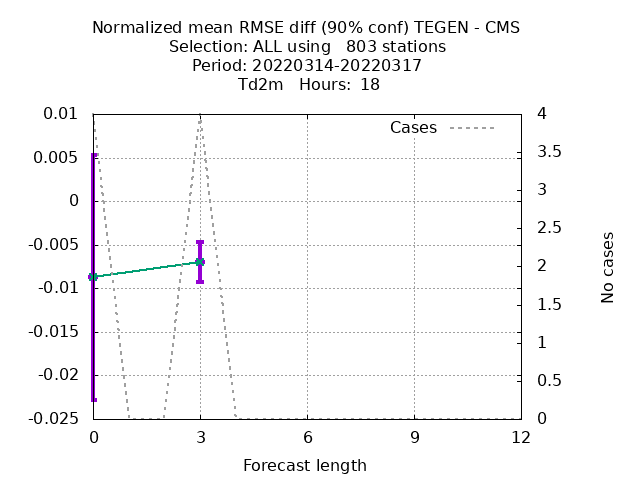 Normalized mean RMSE diff (90% conf) TEGEN - CMS
Selection: ALL using   803 stations
Period: 20220314-20220317
Td2m   Hours:  18
Cases
0.01
0.005
0
-0.005
-0.01
-0.015
-0.02
-0.025
4
3.5
3
2.5
2
1.5
1
0.5
0
No cases
0 3 6 9 12
Forecast length